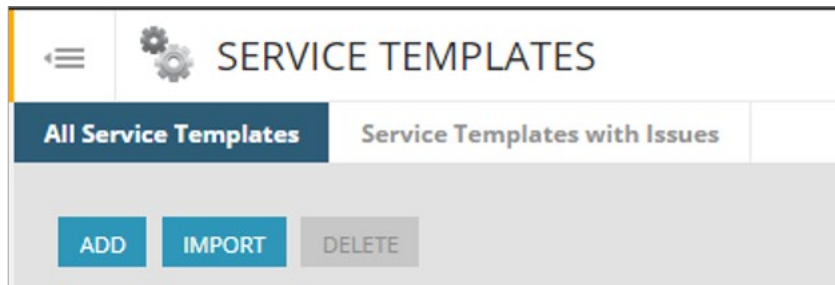 SERVICE TEMPLATES
All Service Templates Service Templates with Issues
ADD IMPORT DELETE